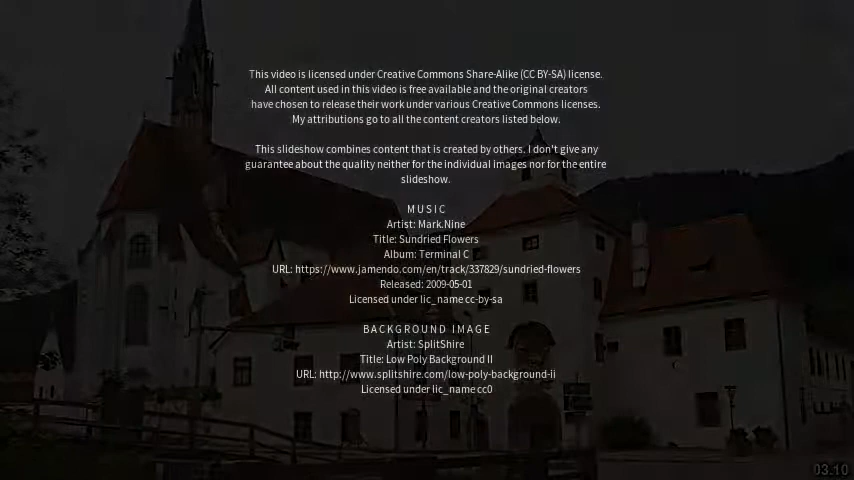 This video is licensed under Creative Commons Share-Alike (CC BY-SA) license.
All content used in this video is free available and the original creators
have chosen to release their work under various Creative Commons licenses.
My attributions go to all the content creators listed below.
This slideshow combines content that is created by others. I don't give any
guarantee about the quality neither for the individual images nor for the entire
slideshow.
MUSIC
Artist: Mark.Nine
Title: Sundried Flowers
Album: Terminal C
URL: https://www.jamendo.com/en/track/337829/sundried-flowers
Released: 2009-05-01
Licensed under lic_name cc-by-sa
BACKGROUND IMAGE
Artist: SplitShire
Title: Low Poly Background II
URL: http://www.splitshire.com/low-poly-background-ii
Licensed under lic_name cc0
03.10